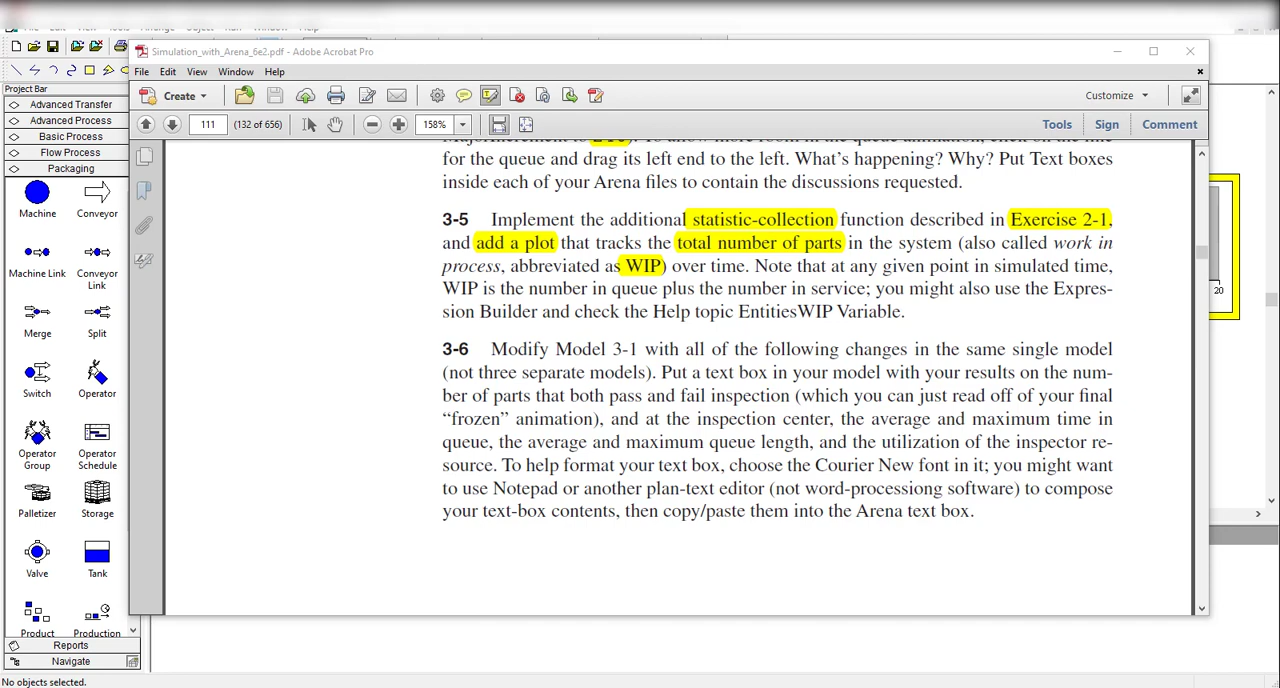 Simulation_with_Arena_6e2.pdf - Adobe Acrobat Pro
File Edit View Window Help
Create
Customize
111 (132 of 656) 158%
Tools Sign Comment
Project Bar
Advanced Transfer
Advanced Process
Basic Process
Flow Process
Packaging
Machine Conveyor
Machine Link Conveyor Link
Merge Split
Switch Operator
Operator Group Operator Schedule
Palletizer Storage
Valve Tank
Product Production
Reports
Navigate
No objects selected.
for the queue and drag its left end to the left. What's happening? Why? Put Text boxes
inside each of your Arena files to contain the discussions requested.
3-5 Implement the additional statistic-collection function described in Exercise 2-1,
and add a plot that tracks the total number of parts in the system (also called work in
process, abbreviated as WIP) over time. Note that at any given point in simulated time,
WIP is the number in queue plus the number in service; you might also use the Expres-
sion Builder and check the Help topic EntitiesWIP Variable.
3-6 Modify Model 3-1 with all of the following changes in the same single model
(not three separate models). Put a text box in your model with your results on the num-
ber of parts that both pass and fail inspection (which you can just read off of your final
“frozen” animation), and at the inspection center, the average and maximum time in
queue, the average and maximum queue length, and the utilization of the inspector re-
source. To help format your text box, choose the Courier New font in it; you might want
to use Notepad or another plan-text editor (not word-processiong software) to compose
your text-box contents, then copy/paste them into the Arena text box.
20